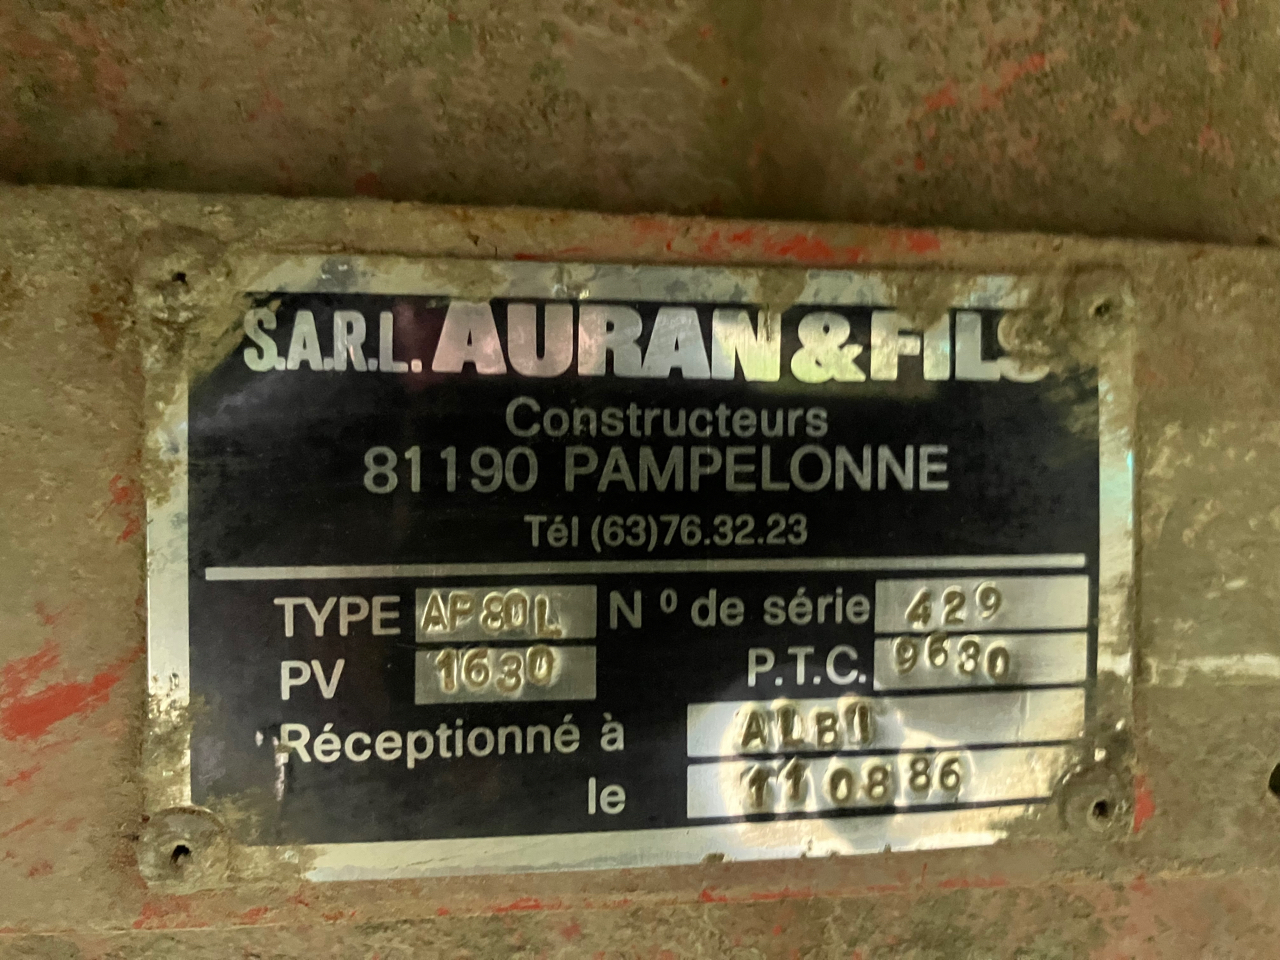 S.A.R.L. AURAN & FILS
Constructeurs
81190 PAMPELONNE
Tél (63)76.32.23
TYPE AP80L N° de série 429
PV 1630 P.T.C. 9630
Réceptionné à ALBI
le 110886